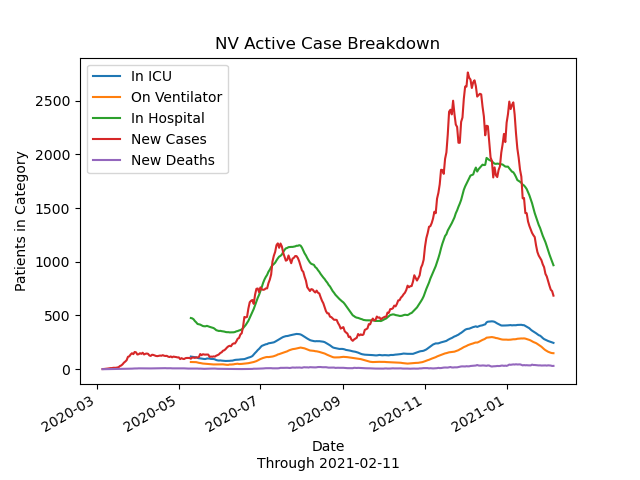 NV Active Case Breakdown
In ICU
On Ventilator
In Hospital
New Cases
New Deaths
Patients in Category
2500
2000
1500
1000
500
0
2020-03
2020-05
2020-07
2020-09
2020-11
2021-01
Date
Through 2021-02-11